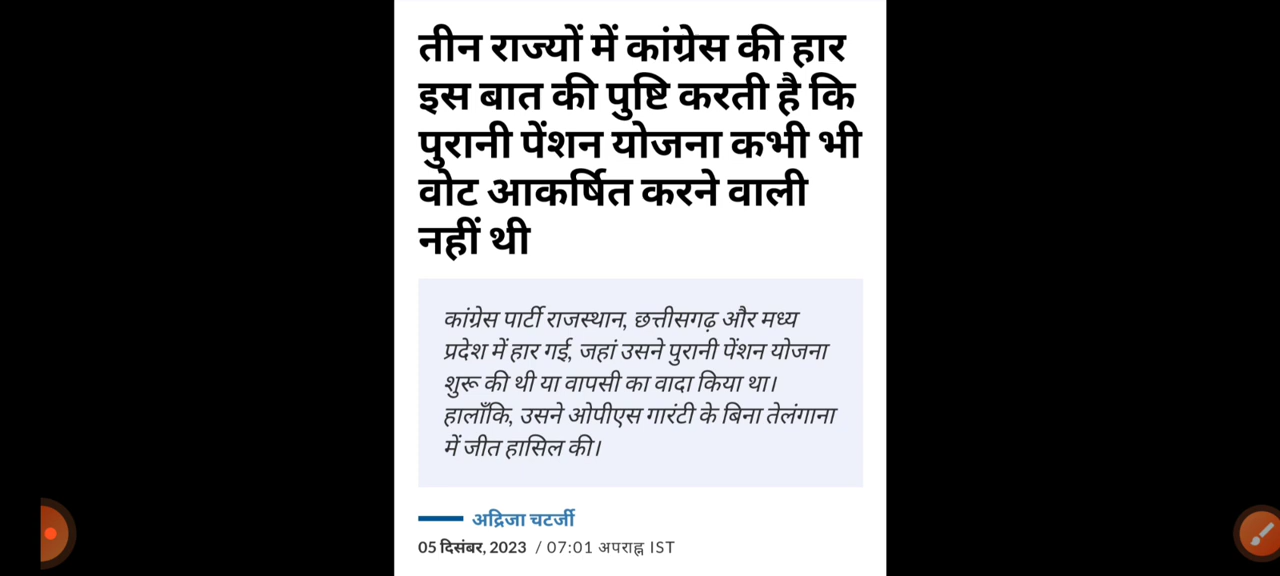 तीन राज्यों में कांग्रेस की हार
इस बात की पुष्टि करती है कि
पुरानी पेंशन योजना कभी भी
वोट आकर्षित करने वाली
नहीं थी
कांग्रेस पार्टी राजस्थान, छत्तीसगढ़ और मध्य
प्रदेश में हार गई, जहां उसने पुरानी पेंशन योजना
शुरू की थी या वापसी का वादा किया था।
हालाँकि, उसने ओपीएस गारंटी के बिना तेलंगाना
में जीत हासिल की।
अद्रिजा चटर्जी
05 दिसंबर, 2023 / 07:01 अपराह्न IST